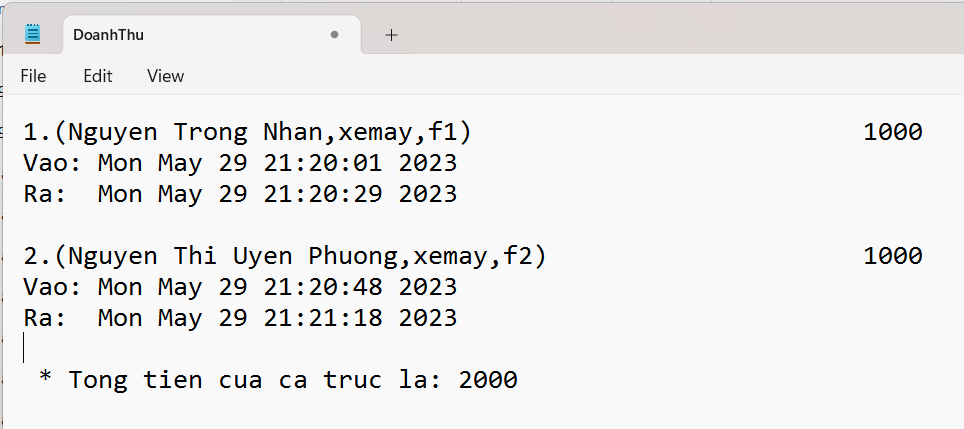 DoanhThu
File Edit View
1.(Nguyen Trong Nhan,xemay,f1) 1000
Vao: Mon May 29 21:20:01 2023
Ra:  Mon May 29 21:20:29 2023
2.(Nguyen Thi Uyen Phuong,xemay,f2) 1000
Vao: Mon May 29 21:20:48 2023
Ra:  Mon May 29 21:21:18 2023
* Tong tien cua ca truc la: 2000